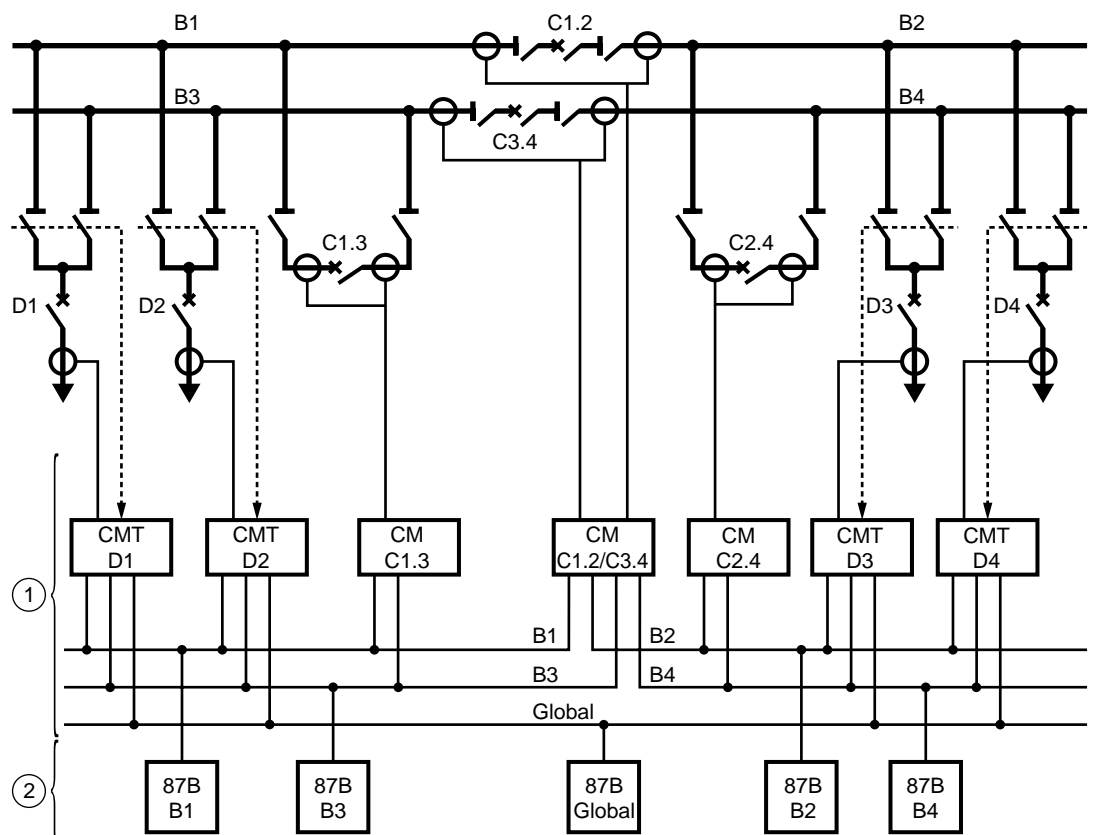 B1
C1.2
B2
B3
B4
C3.4
C1.3
C2.4
D1
D2
D3
D4
CMT
D1
CMT
D2
CM
C1.3
CM
C1.2/C3.4
CM
C2.4
CMT
D3
CMT
D4
1
B1
B2
B3
B4
Global
2
87B
B1
87B
B3
87B
Global
87B
B2
87B
B4